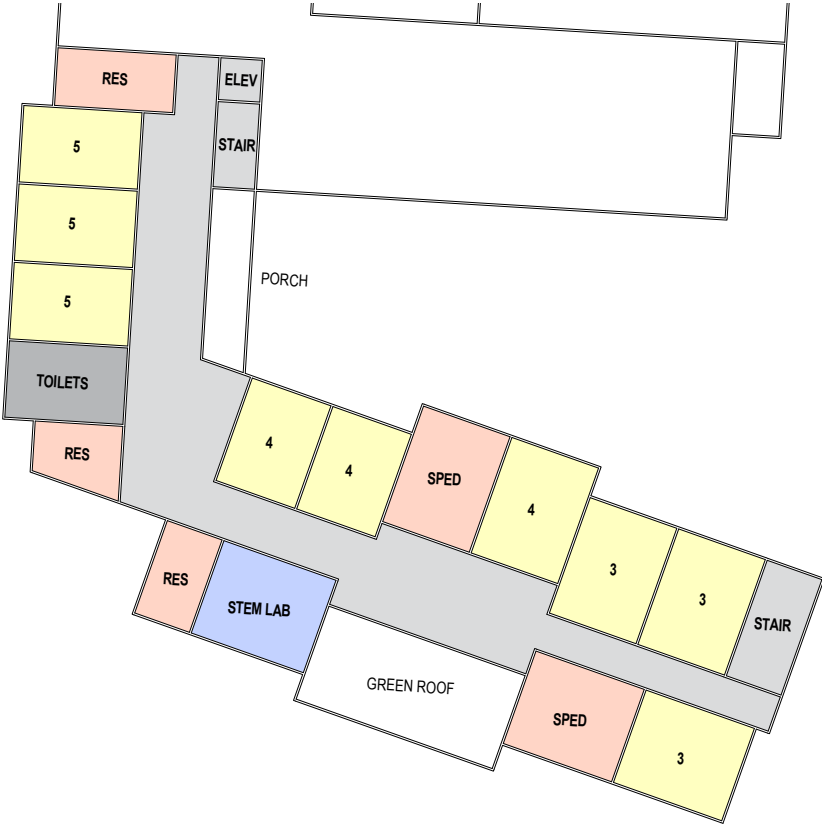 RES
ELEV
STAIR
5
5
5
PORCH
TOILETS
RES
4
4
SPED
4
3
3
STAIR
RES
STEM LAB
GREEN ROOF
SPED
3